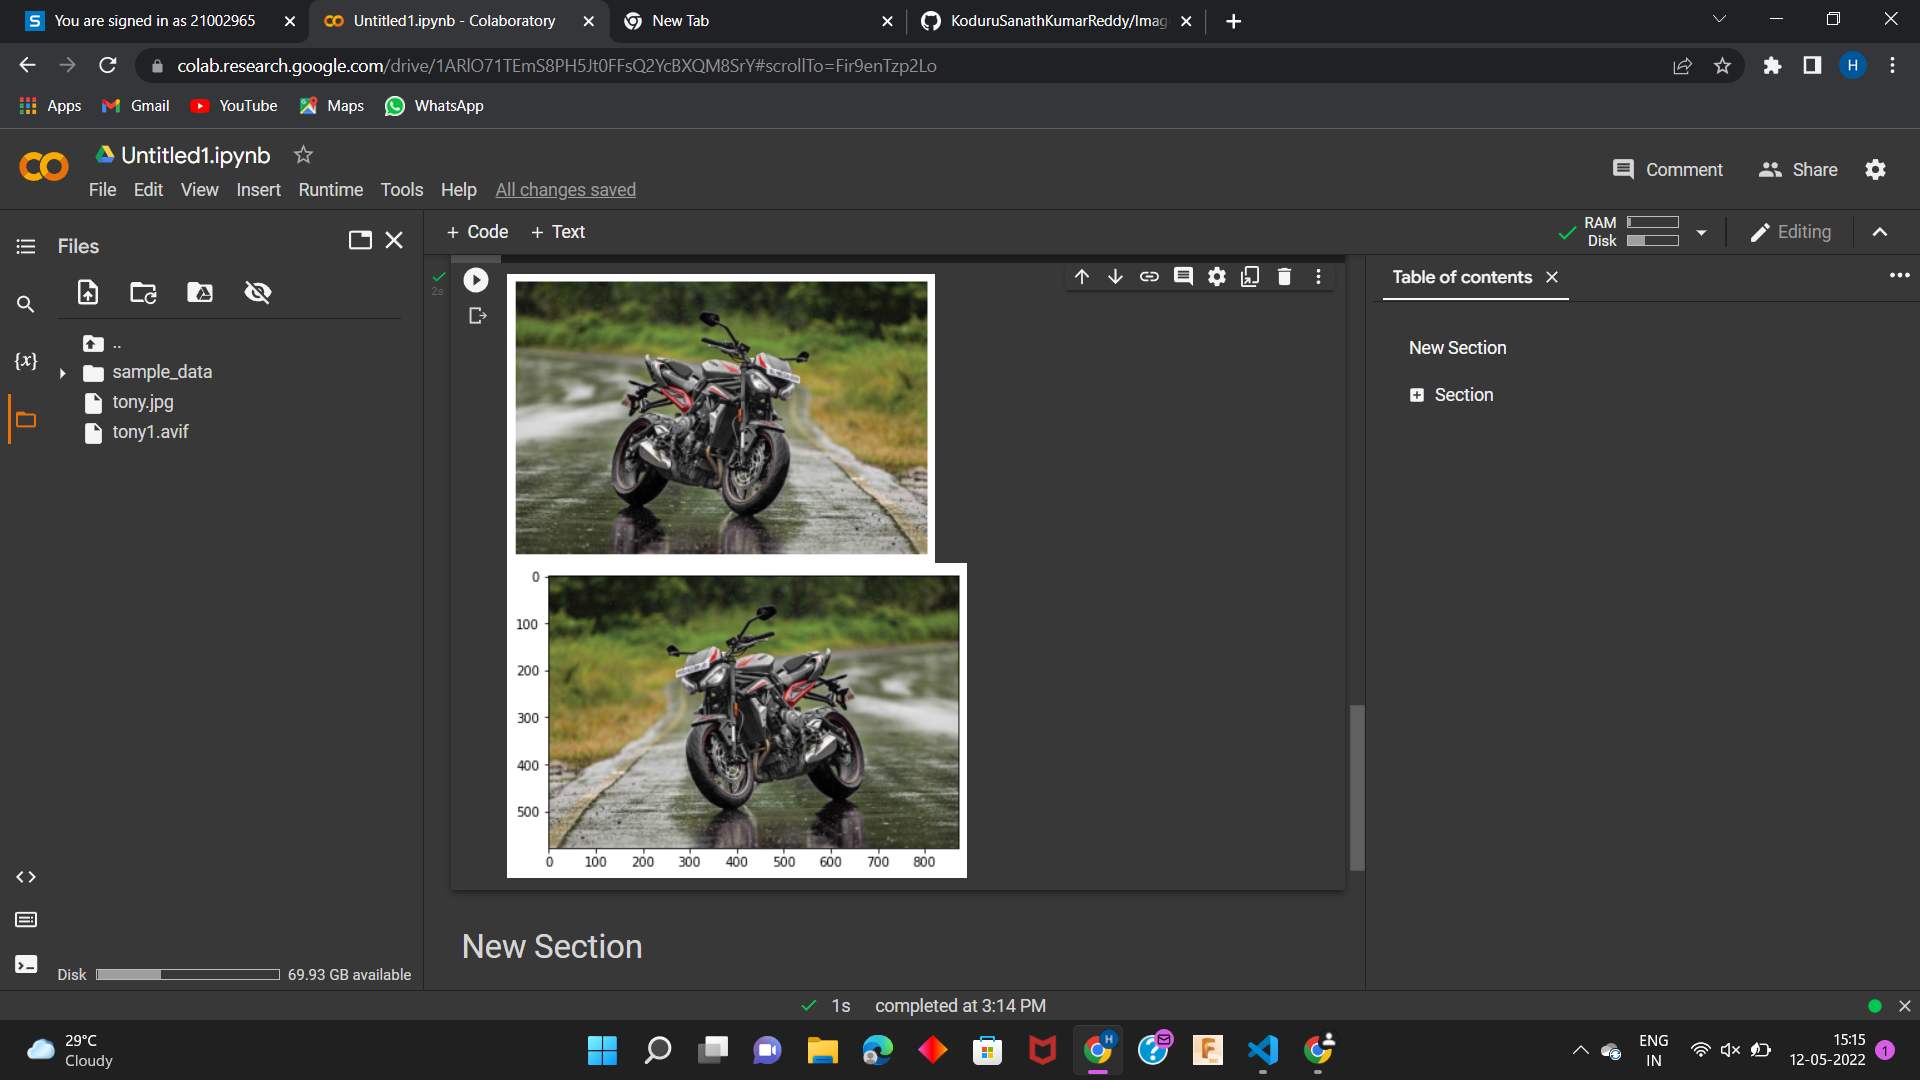 You are signed in as 21002965
Untitled1.ipynb - Colaboratory
New Tab
KoduruSanathKumarReddy/Imag
colab.research.google.com/drive/1ARlO71TEmS8PH5Jt0FFsQ2YcBXQM8SrY#scrollTo=Fir9enTzp2Lo
H
Apps
Gmail
YouTube
Maps
WhatsApp
Untitled1.ipynb
File Edit View Insert Runtime Tools Help All changes saved
Comment
Share
Files
+ Code + Text
RAM
Disk
Editing
2s
Table of contents
..
sample_data
tony.jpg
tony1.avif
{x}
New Section
Section
0
100
200
300
400
500
0 100 200 300 400 500 600 700 800
New Section
Disk
69.93 GB available
1s completed at 3:14 PM
29°C
Cloudy
ENG
IN
15:15
12-05-2022
1